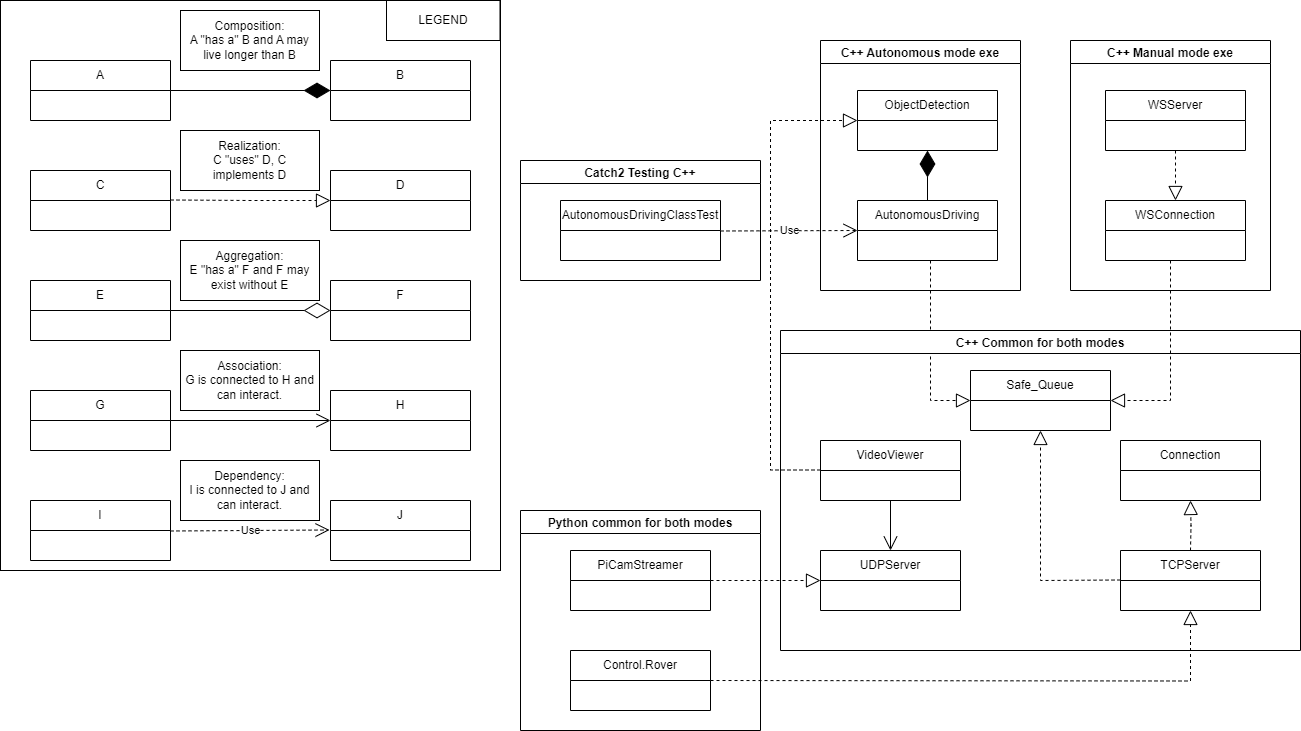 LEGEND
Composition:
A "has a" B and A may
live longer than B
A
B
Realization:
C "uses" D, C
implements D
C
D
Aggregation:
E "has a" F and F may
exist without E
E
F
Association:
G is connected to H and
can interact.
G
H
Dependency:
I is connected to J and
can interact.
I
Use
J
C++ Autonomous mode exe
ObjectDetection
AutonomousDriving
C++ Manual mode exe
WSServer
WSConnection
Catch2 Testing C++
AutonomousDrivingClassTest
Use
C++ Common for both modes
Safe_Queue
VideoViewer
Connection
UDPServer
TCPServer
Python common for both modes
PiCamStreamer
Control.Rover